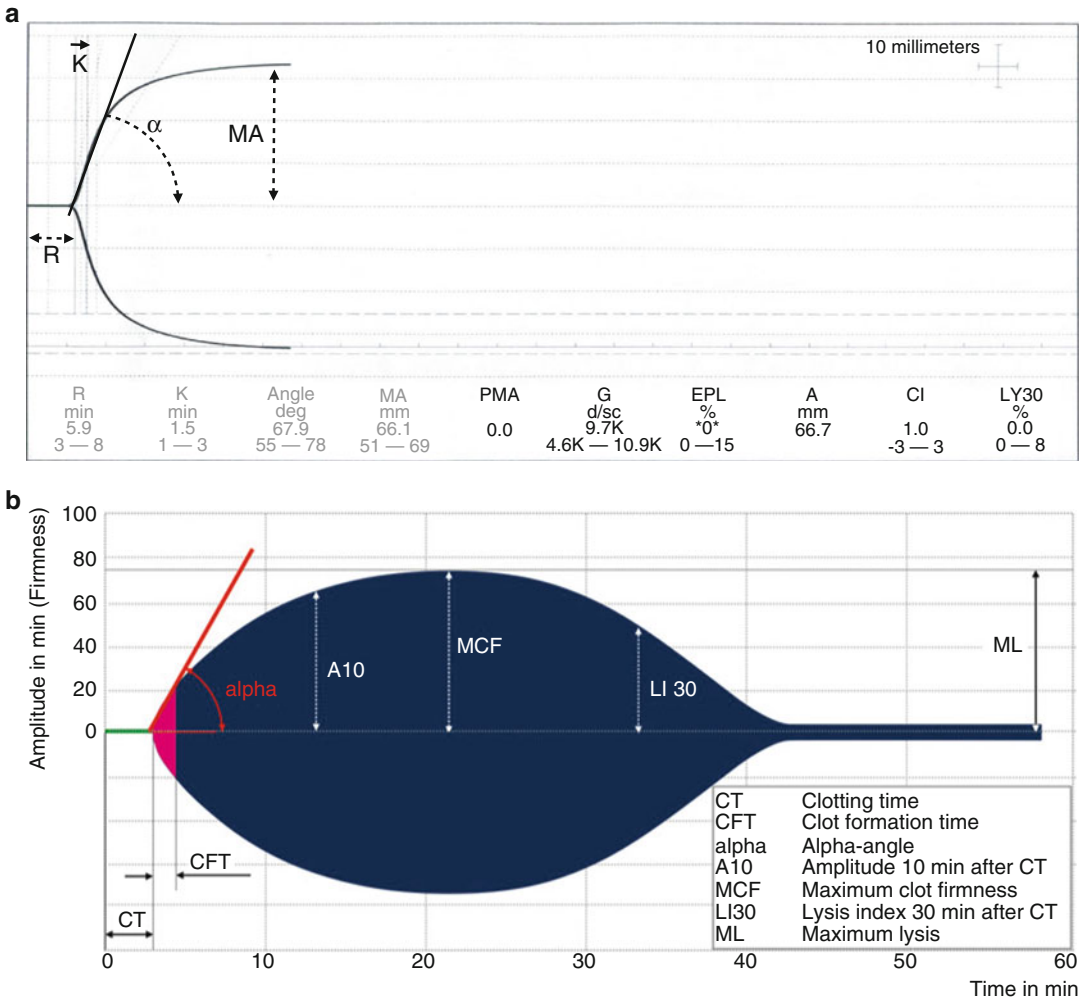 a
K
10 millimeters
α
MA
R
R K Angle MA PMA G EPL A CI LY30
min min deg mm d/sc % mm %
5.9 1.5 67.9 66.1 0.0 9.7K *0* 66.7 1.0 0.0
3 — 8 1 — 3 55 — 78 51 — 69 4.6K — 10.9K 0 —15 -3 — 3 0 — 8
b
Amplitude in min (Firmness)
100
80
60
40
20
0
alpha
A10
MCF
LI 30
ML
CFT
CT
CT Clotting time
CFT Clot formation time
alpha Alpha-angle
A10 Amplitude 10 min after CT
MCF Maximum clot firmness
LI30 Lysis index 30 min after CT
ML Maximum lysis
0 10 20 30 40 50 60
Time in min